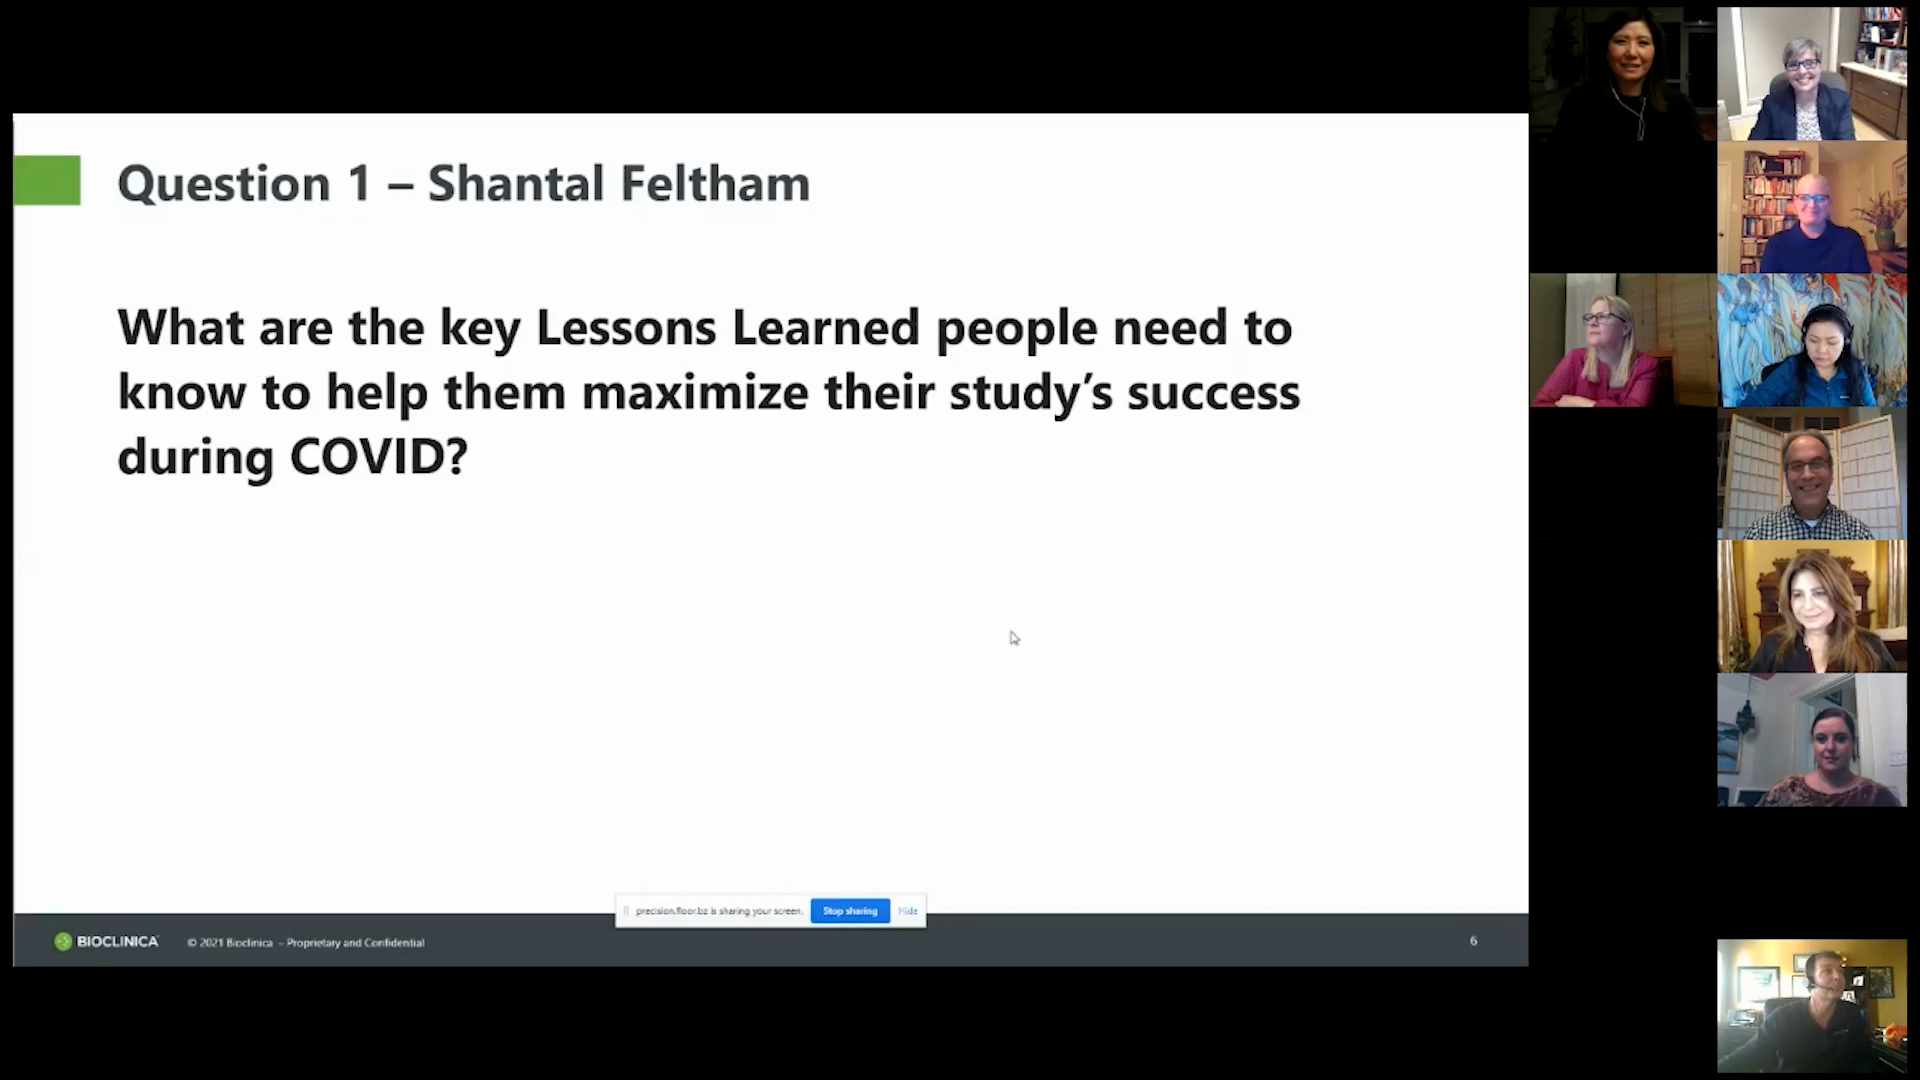 Question 1 – Shantal Feltham
What are the key Lessons Learned people need to
know to help them maximize their study’s success
during COVID?
precision.floor.bz is sharing your screen. Stop sharing Hide
BIOCLINICA © 2021 Bioclinica – Proprietary and Confidential 6